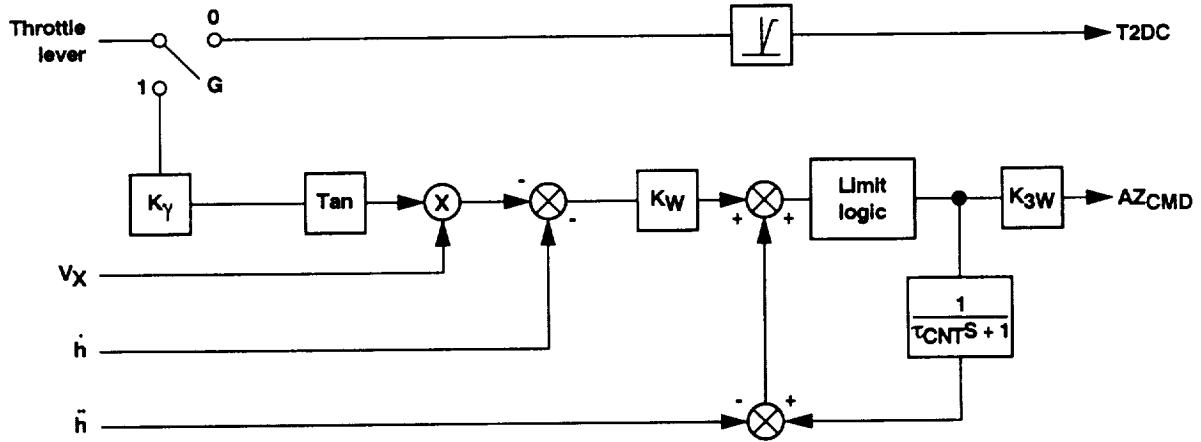 Throttle
lever
0
1
G
T2DC
Kγ
Tan
X
-
-
KW
+
+
Limit
logic
K3W
AZCMD
VX
1
τCNTS + 1
ḣ
ḧ
-
+